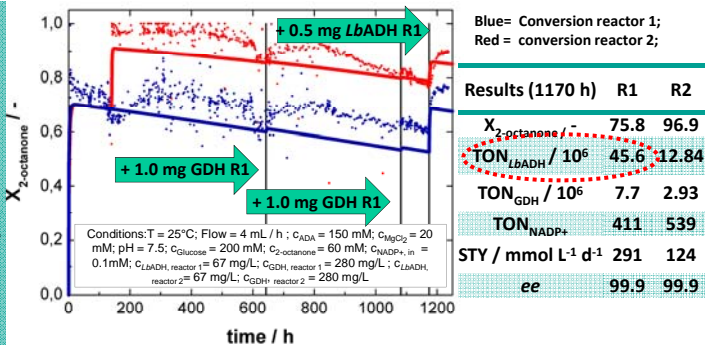 1,0
0,8
0,6
0,4
0,2
0,0
X2-octanone / -
0
200
400
600
800
1000
1200
time / h
+ 0.5 mg LbADH R1
+ 1.0 mg GDH R1
+ 1.0 mg GDH R1
Conditions:T = 25°C; Flow = 4 mL / h ; cADA = 150 mM; cMgCl2 = 20
mM; pH = 7.5; cGlucose = 200 mM; c2-octanone = 60 mM; cNADP+, in =
0.1mM; cLbADH, reactor 1= 67 mg/L; cGDH, reactor 1 = 280 mg/L ; cLbADH,
reactor 2= 67 mg/L; cGDH, reactor 2 = 280 mg/L
Blue= Conversion reactor 1;
Red = conversion reactor 2;
Results (1170 h) R1 R2
X2-octanone / - 75.8 96.9
TONLbADH / 10⁶ 45.6 12.84
TONGDH / 10⁶ 7.7 2.93
TONNADP+ 411 539
STY / mmol L-1 d-1 291 124
ee 99.9 99.9